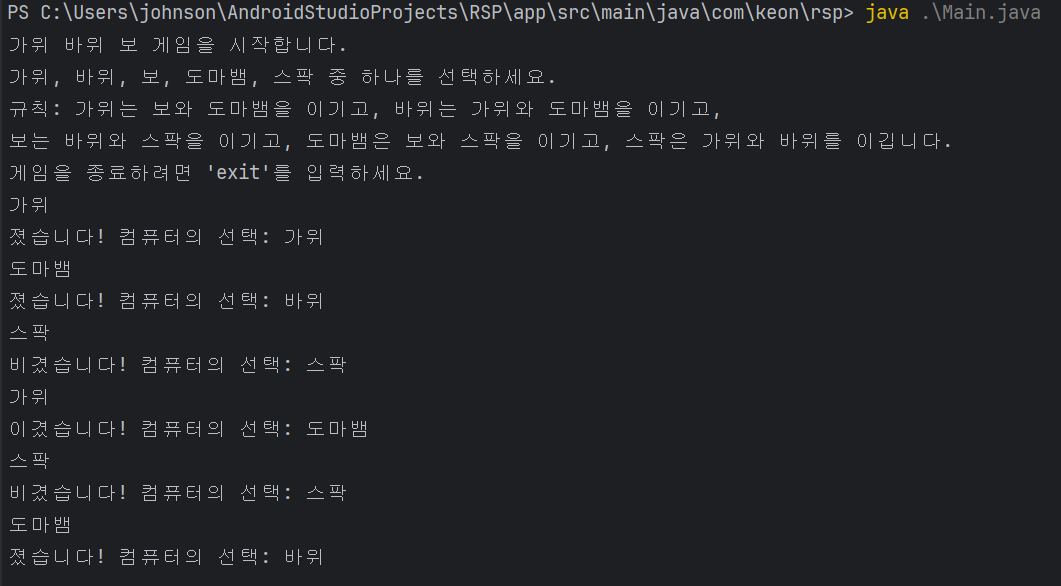 PS C:\Users\johnson\AndroidStudioProjects\RSP\app\src\main\java\com\keon\rsp> java .\Main.java
가위 바위 보 게임을 시작합니다.
가위, 바위, 보, 도마뱀, 스팍 중 하나를 선택하세요.
규칙: 가위는 보와 도마뱀을 이기고, 바위는 가위와 도마뱀을 이기고,
보는 바위와 스팍을 이기고, 도마뱀은 보와 스팍을 이기고, 스팍은 가위와 바위를 이깁니다.
게임을 종료하려면 'exit'를 입력하세요.
가위
졌습니다! 컴퓨터의 선택: 가위
도마뱀
졌습니다! 컴퓨터의 선택: 바위
스팍
비겼습니다! 컴퓨터의 선택: 스팍
가위
이겼습니다! 컴퓨터의 선택: 도마뱀
스팍
비겼습니다! 컴퓨터의 선택: 스팍
도마뱀
졌습니다! 컴퓨터의 선택: 바위